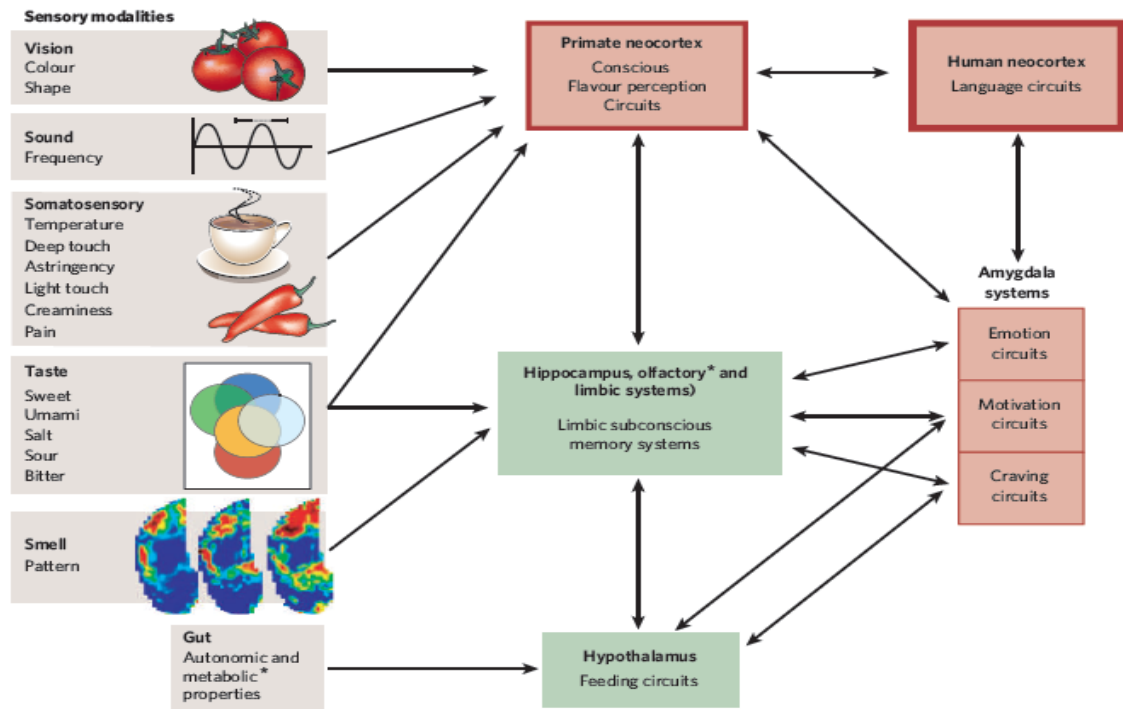 Sensory modalities
Vision
Colour
Shape
Sound
Frequency
Somatosensory
Temperature
Deep touch
Astringency
Light touch
Creaminess
Pain
Taste
Sweet
Umami
Salt
Sour
Bitter
Smell
Pattern
Gut
Autonomic and
metabolic*
properties
Primate neocortex
Conscious
Flavour perception
Circuits
Hippocampus, olfactory* and
limbic systems)
Limbic subconscious
memory systems
Hypothalamus
Feeding circuits
Human neocortex
Language circuits
Amygdala
systems
Emotion
circuits
Motivation
circuits
Craving
circuits